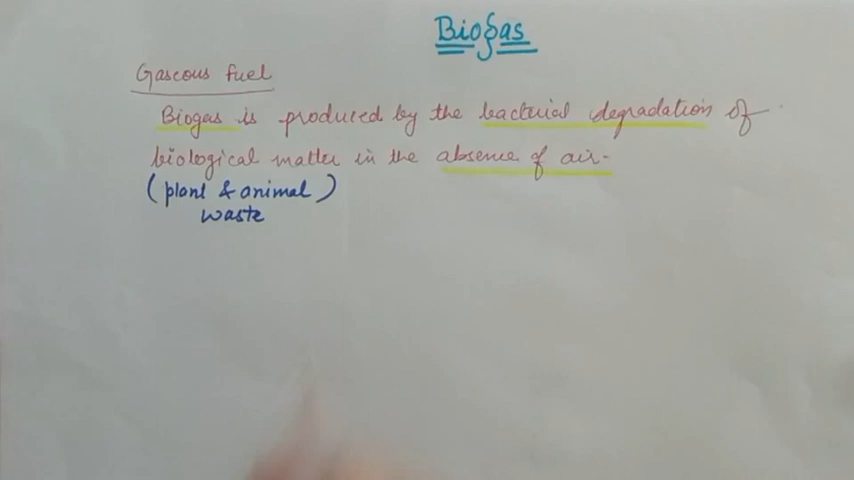 Biogas
Gaseous fuel
Biogas is produced by the bacterial degradation of
biological matter in the absence of air.
(plant & animal)
waste